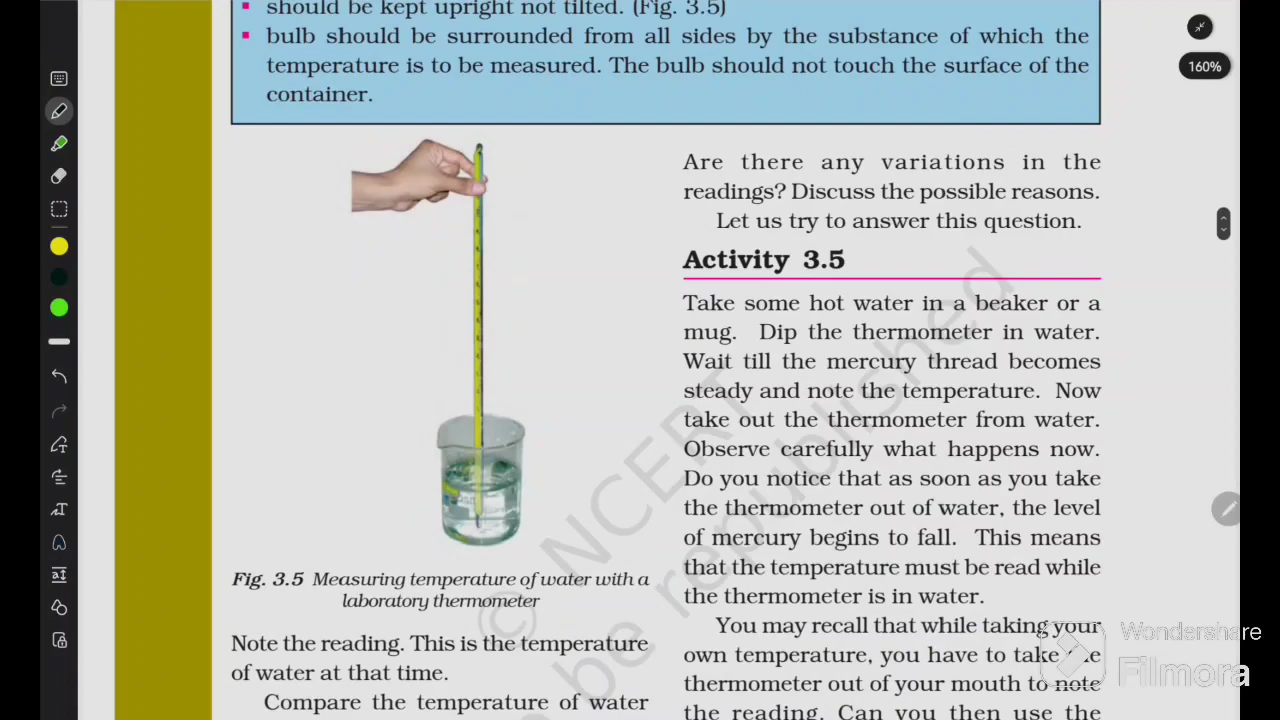 should be kept upright not tilted. (Fig. 3.5)
bulb should be surrounded from all sides by the substance of which the
temperature is to be measured. The bulb should not touch the surface of the
container.
160%
Fig. 3.5 Measuring temperature of water with a
laboratory thermometer
Note the reading. This is the temperature
of water at that time.
Compare the temperature of water
Are there any variations in the
readings? Discuss the possible reasons.
Let us try to answer this question.
Activity 3.5
Take some hot water in a beaker or a
mug. Dip the thermometer in water.
Wait till the mercury thread becomes
steady and note the temperature. Now
take out the thermometer from water.
Observe carefully what happens now.
Do you notice that as soon as you take
the thermometer out of water, the level
of mercury begins to fall. This means
that the temperature must be read while
the thermometer is in water.
You may recall that while taking your
own temperature, you have to take the
thermometer out of your mouth to note
the reading. Can you then use the
© NCERT
be republished
Wondershare
Filmora